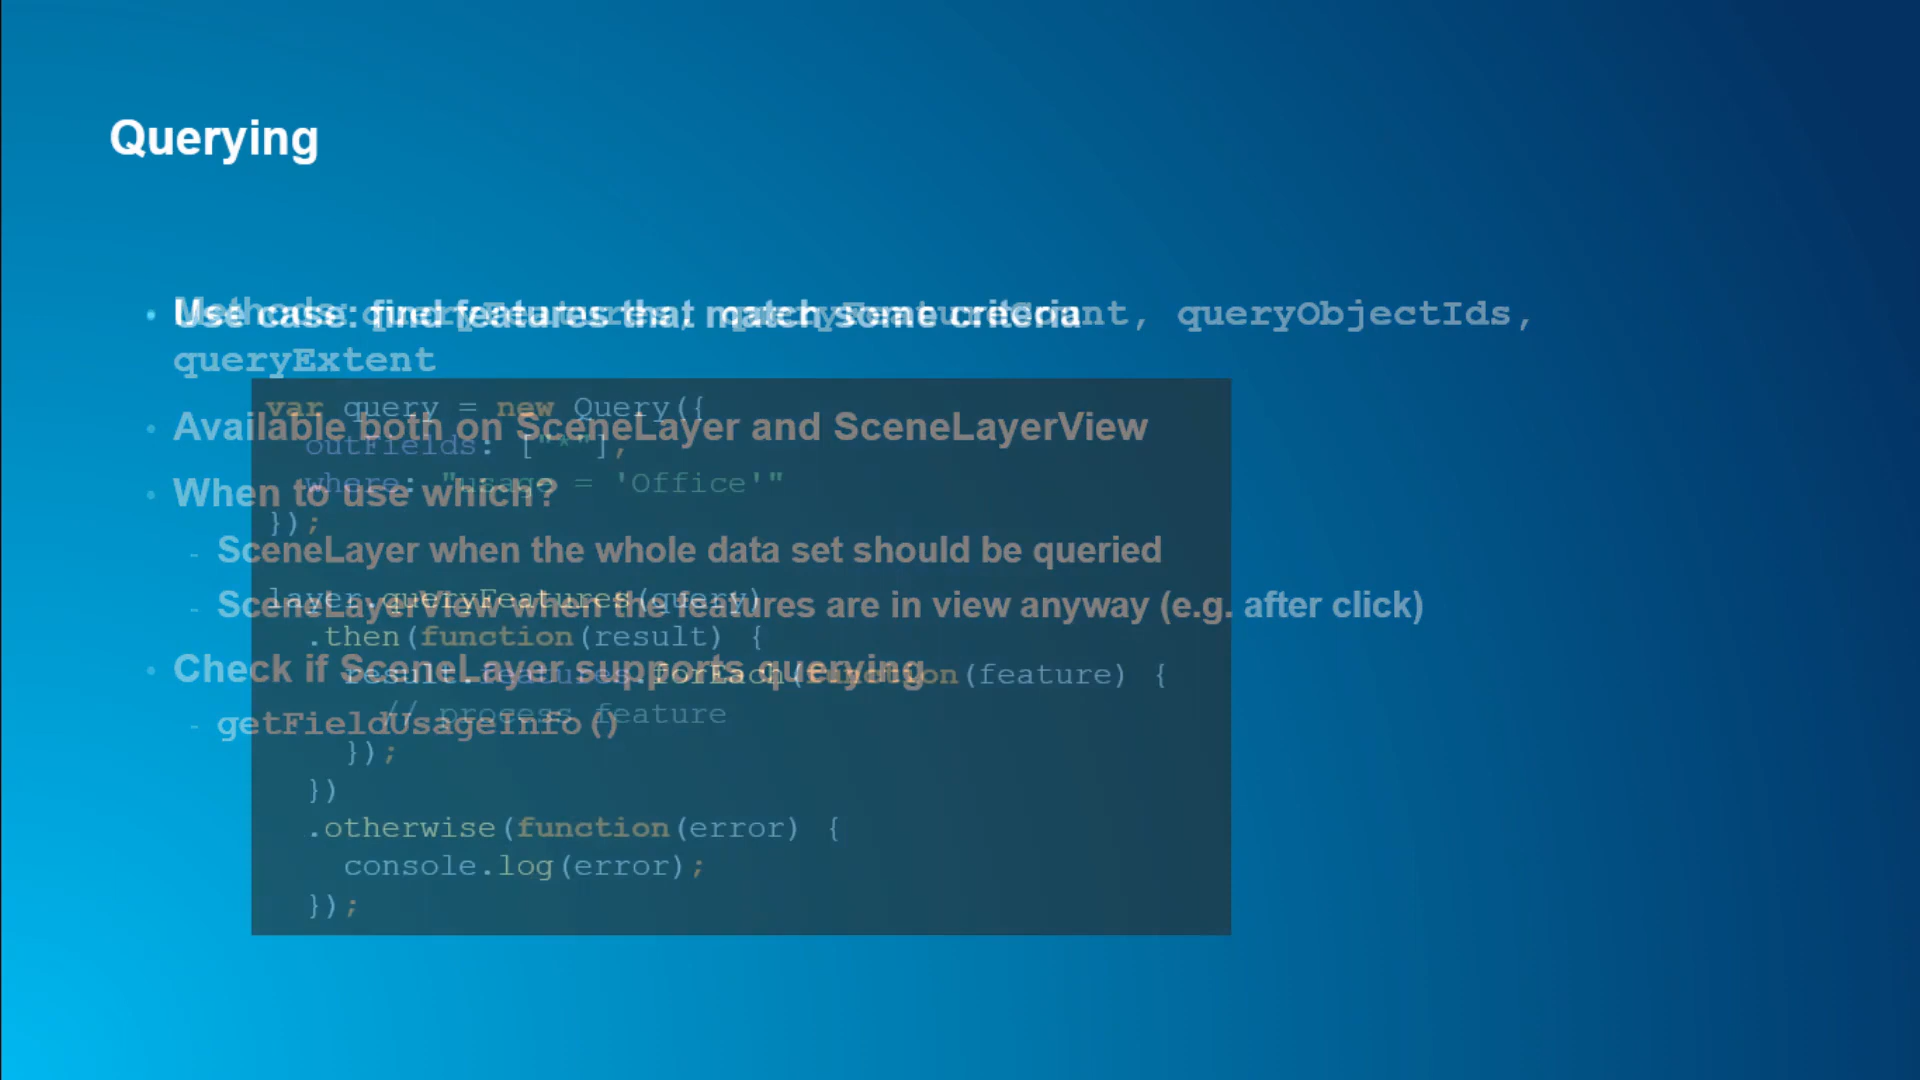 Querying
Use case: find features that match some criteria
Methods: queryFeatures, queryFeatureCount, queryObjectIds,
queryExtent
var query = new Query({
outFields: ["*"],
where: "usage = 'Office'"
});
layer.queryFeatures(query)
.then(function(result) {
result.features.forEach(function(feature) {
// process feature
});
})
.otherwise(function(error) {
console.log(error);
});
Available both on SceneLayer and SceneLayerView
When to use which?
- SceneLayer when the whole data set should be queried
- SceneLayerView when the features are in view anyway (e.g. after click)
Check if SceneLayer supports querying
- getFieldUsageInfo()